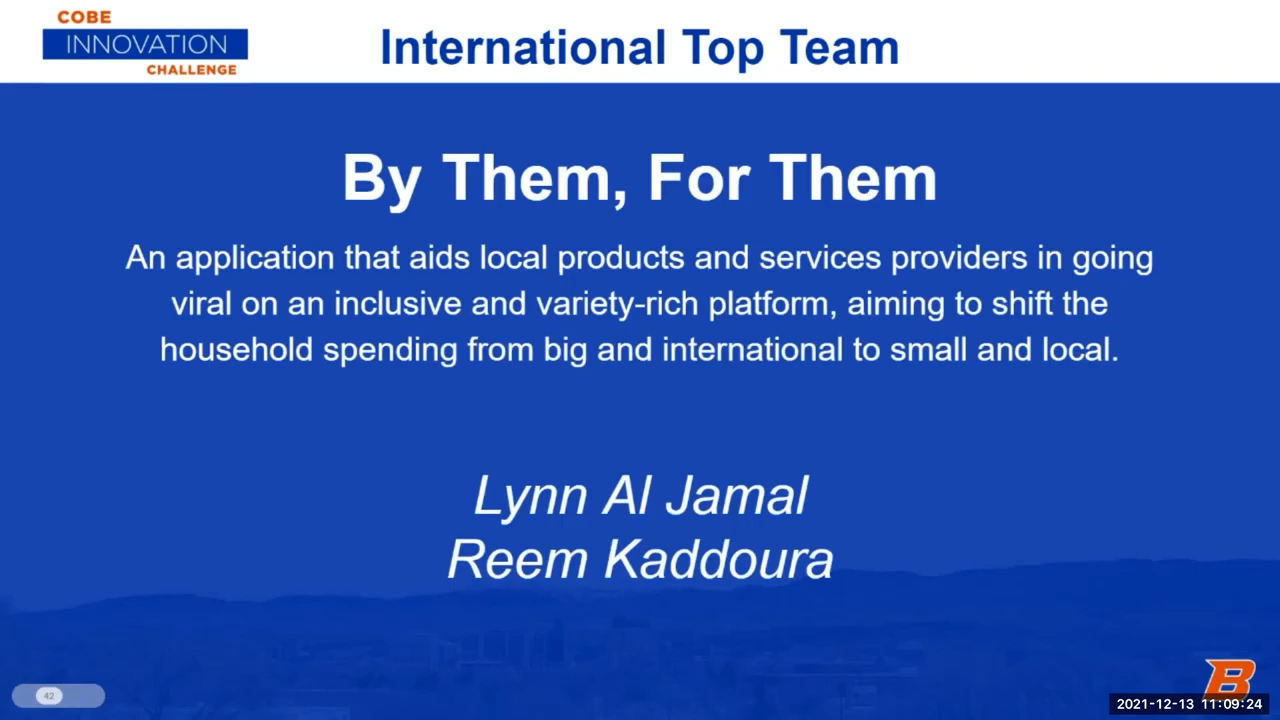 COBE
INNOVATION
CHALLENGE
International Top Team
By Them, For Them
An application that aids local products and services providers in going
viral on an inclusive and variety-rich platform, aiming to shift the
household spending from big and international to small and local.
Lynn Al Jamal
Reem Kaddoura
42
B
2021-12-13 11:09:24